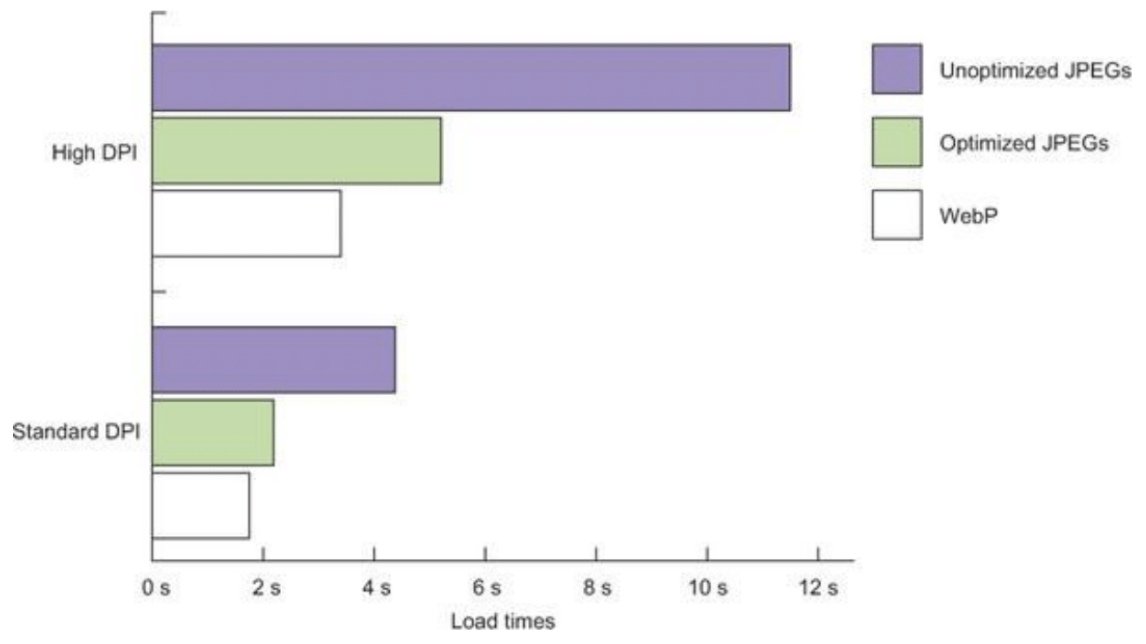 Unoptimized JPEGs
Optimized JPEGs
WebP
High DPI
Standard DPI
0 s 2 s 4 s 6 s 8 s 10 s 12 s
Load times